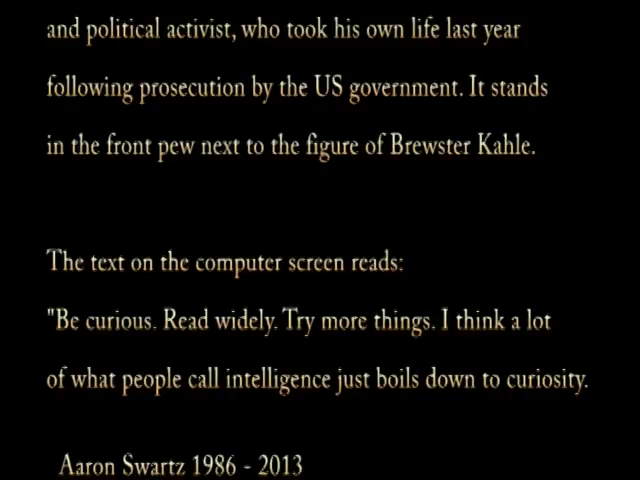 and political activist, who took his own life last year
following prosecution by the US government. It stands
in the front pew next to the figure of Brewster Kahle.
The text on the computer screen reads:
"Be curious. Read widely. Try more things. I think a lot
of what people call intelligence just boils down to curiosity.
Aaron Swartz 1986 - 2013